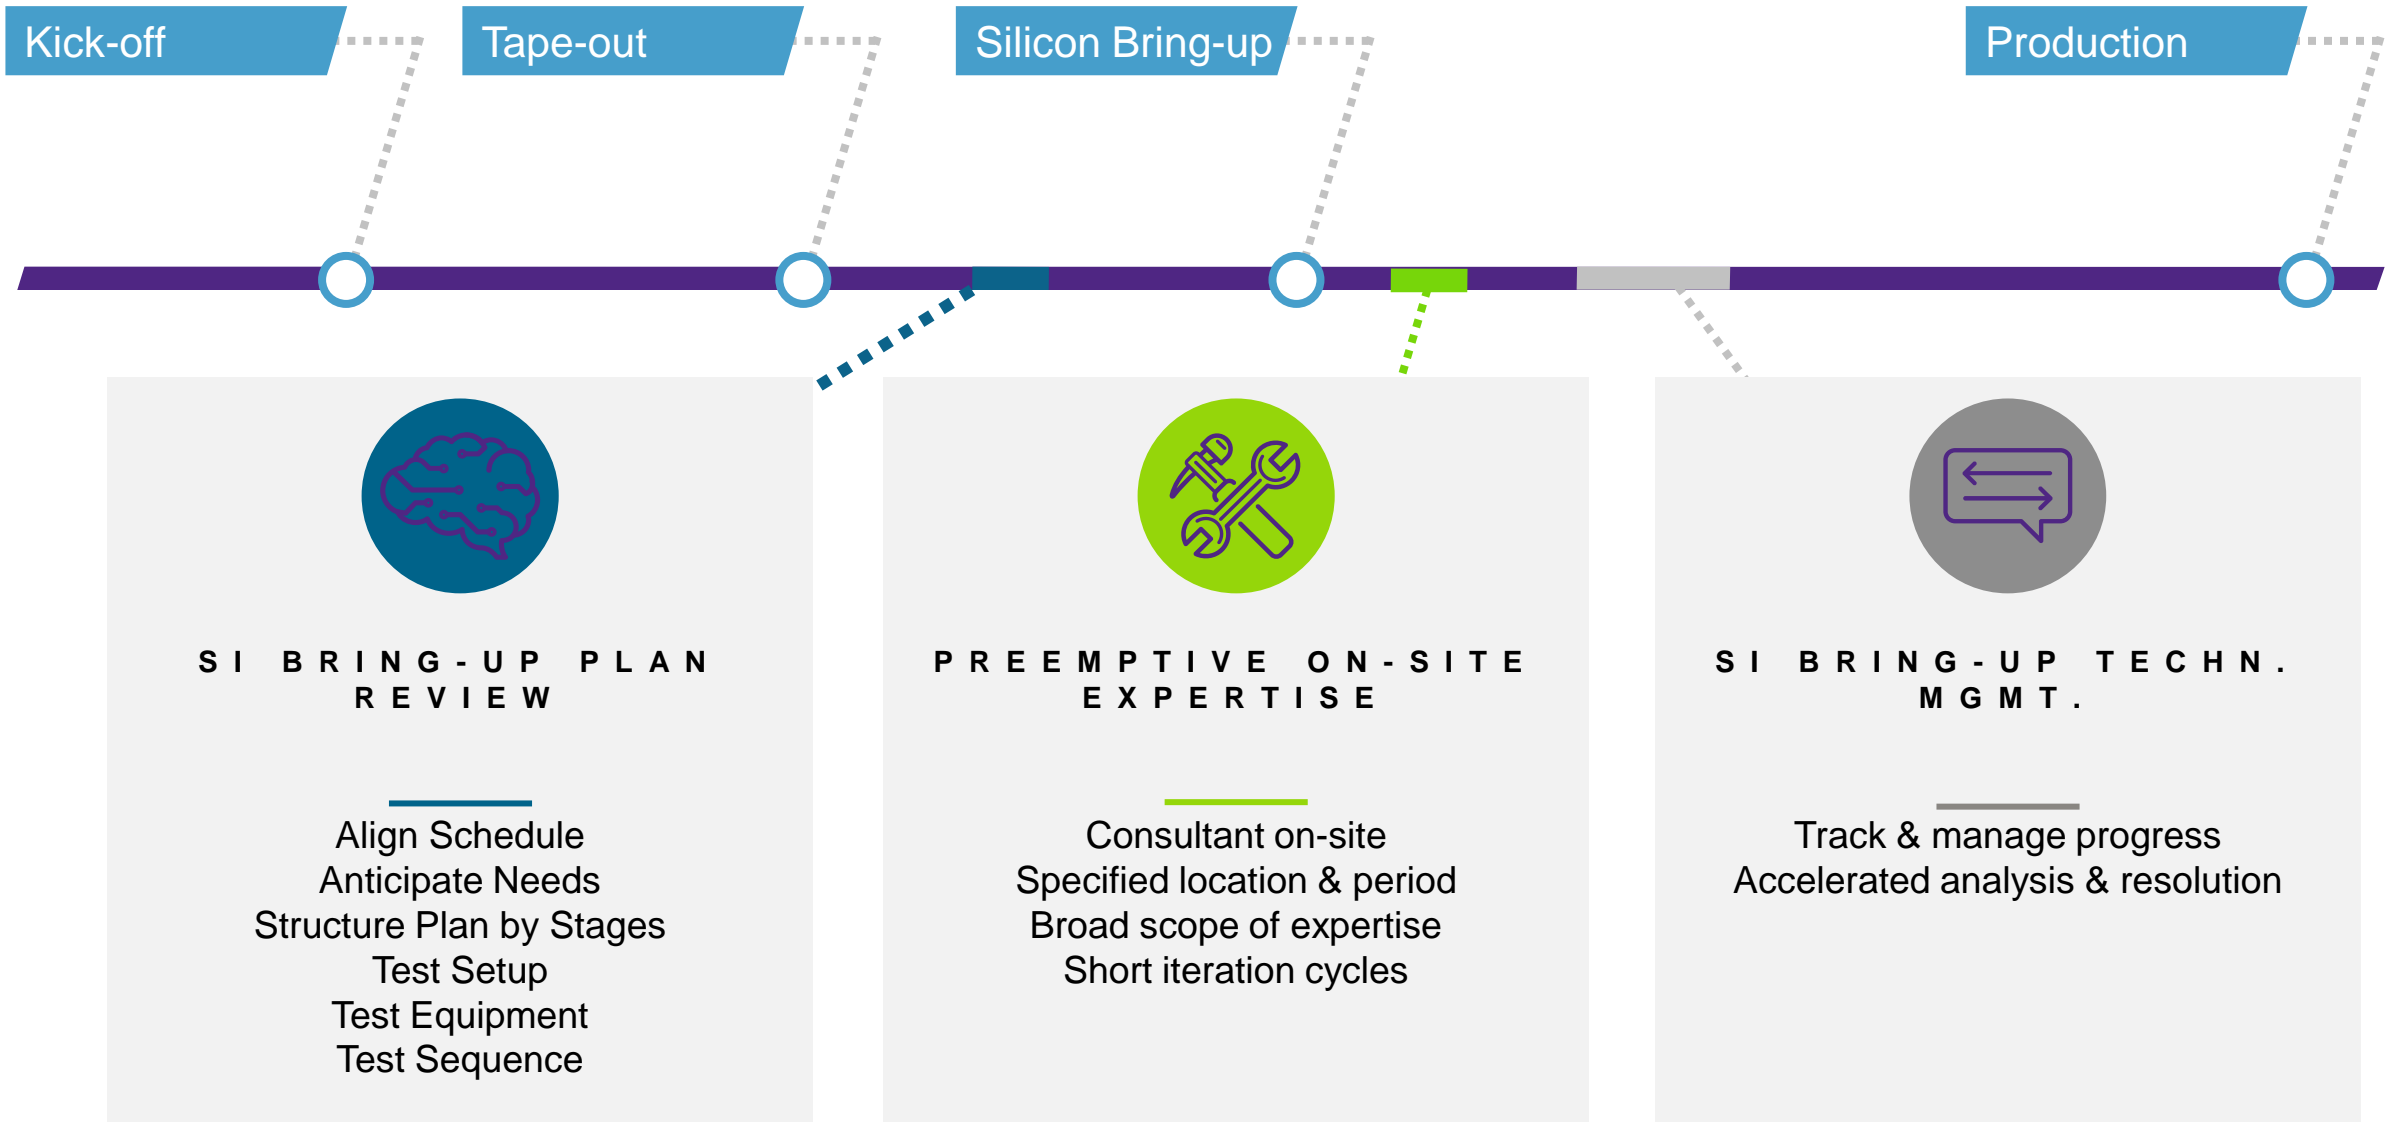 Kick-off
Tape-out
Silicon Bring-up
Production
SI BRING-UP PLAN
REVIEW
Align Schedule
Anticipate Needs
Structure Plan by Stages
Test Setup
Test Equipment
Test Sequence
PREEMPTIVE ON-SITE
EXPERTISE
Consultant on-site
Specified location & period
Broad scope of expertise
Short iteration cycles
SI BRING-UP TECHN.
MGMT.
Track & manage progress
Accelerated analysis & resolution